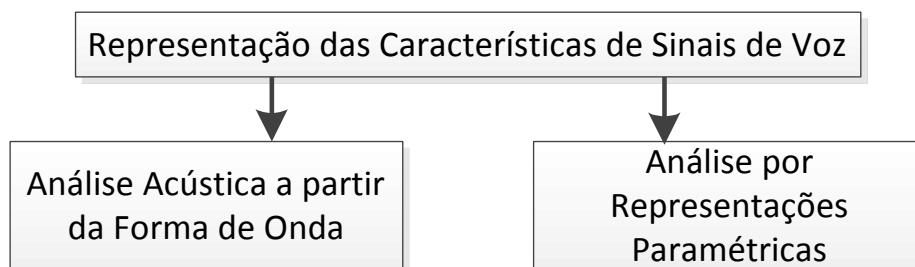 Representação das Características de Sinais de Voz
Análise Acústica a partir
da Forma de Onda
Análise por
Representações
Paramétricas